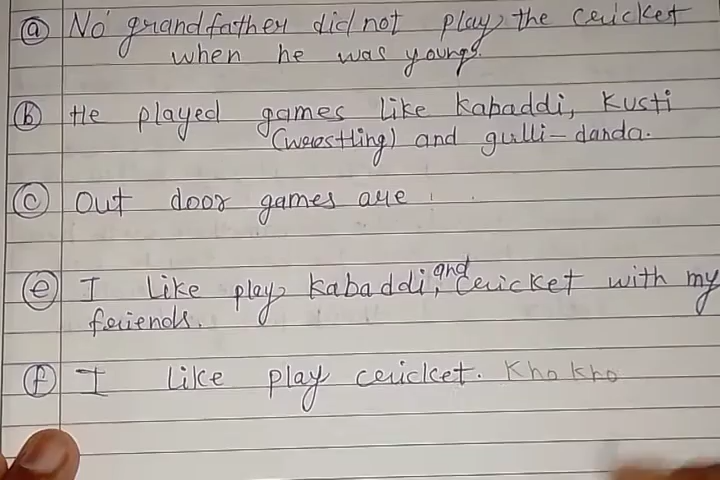 (a) No grandfather did not play the cricket
when he was young.
(b) He played games like Kabaddi, Kusti
(wrestling) and gulli-danda.
(c) Out door games are
(e) I like play Kabaddi, and cricket with my
friends.
(f) I like play cricket. Kho kho